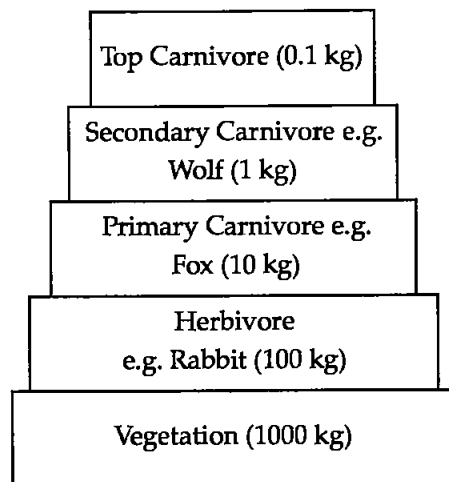 Top Carnivore (0.1 kg)
Secondary Carnivore e.g.
Wolf (1 kg)
Primary Carnivore e.g.
Fox (10 kg)
Herbivore
e.g. Rabbit (100 kg)
Vegetation (1000 kg)